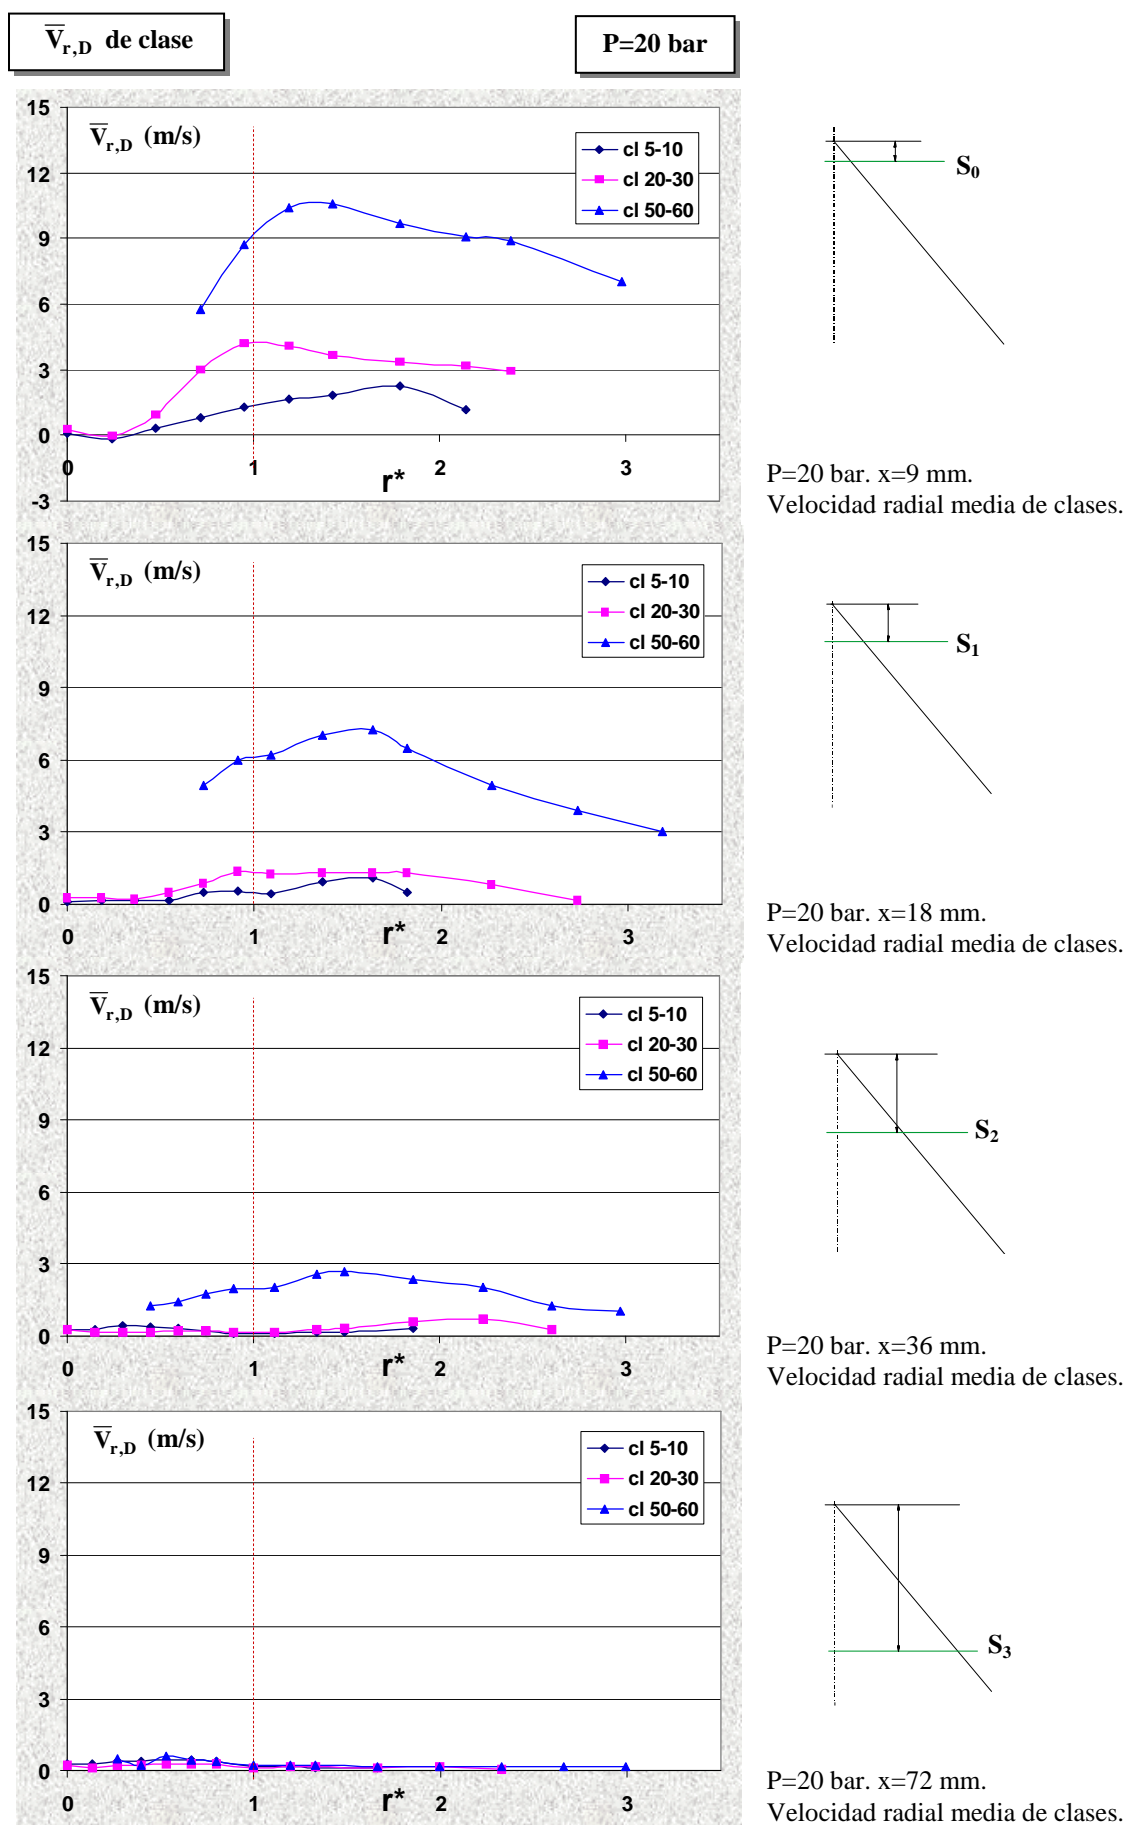 V̅r,D de clase
P=20 bar
V̅r,D (m/s)
cl 5-10
cl 20-30
cl 50-60
15
12
9
6
3
0
-3
0
1
2
3
r*
S0
P=20 bar. x=9 mm.
Velocidad radial media de clases.
V̅r,D (m/s)
cl 5-10
cl 20-30
cl 50-60
15
12
9
6
3
0
0
1
2
3
r*
S1
P=20 bar. x=18 mm.
Velocidad radial media de clases.
V̅r,D (m/s)
cl 5-10
cl 20-30
cl 50-60
15
12
9
6
3
0
0
1
2
3
r*
S2
P=20 bar. x=36 mm.
Velocidad radial media de clases.
V̅r,D (m/s)
cl 5-10
cl 20-30
cl 50-60
15
12
9
6
3
0
0
1
2
3
r*
S3
P=20 bar. x=72 mm.
Velocidad radial media de clases.